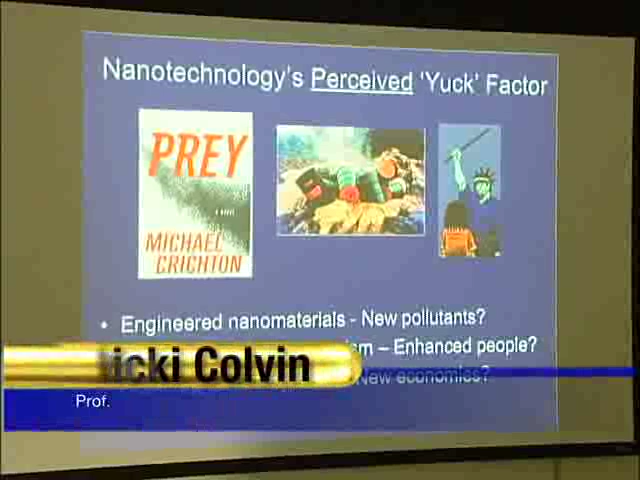 Nanotechnology's Perceived 'Yuck' Factor
PREY
MICHAEL
CRICHTON
• Engineered nanomaterials - New pollutants?
– Enhanced people?
New economies?
icki Colvin
Prof.